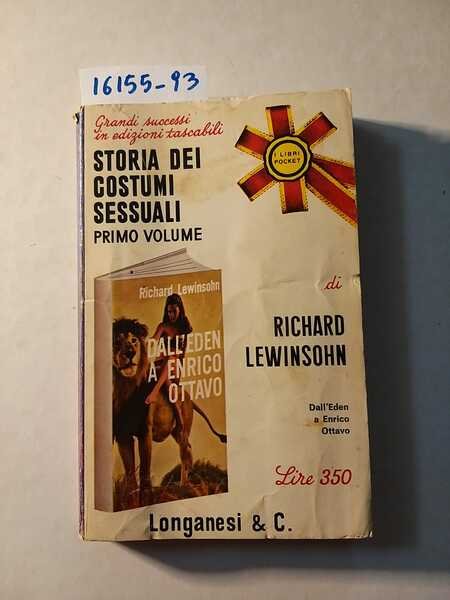 16155-93
Grandi successi
in edizioni tascabili
STORIA DEI
COSTUMI
SESSUALI
PRIMO VOLUME
I LIBRI
POCKET
Richard Lewinsohn
DALL'EDEN
A ENRICO
OTTAVO
di
RICHARD
LEWINSOHN
Dall'Eden
a Enrico
Ottavo
Lire 350
Longanesi & C.